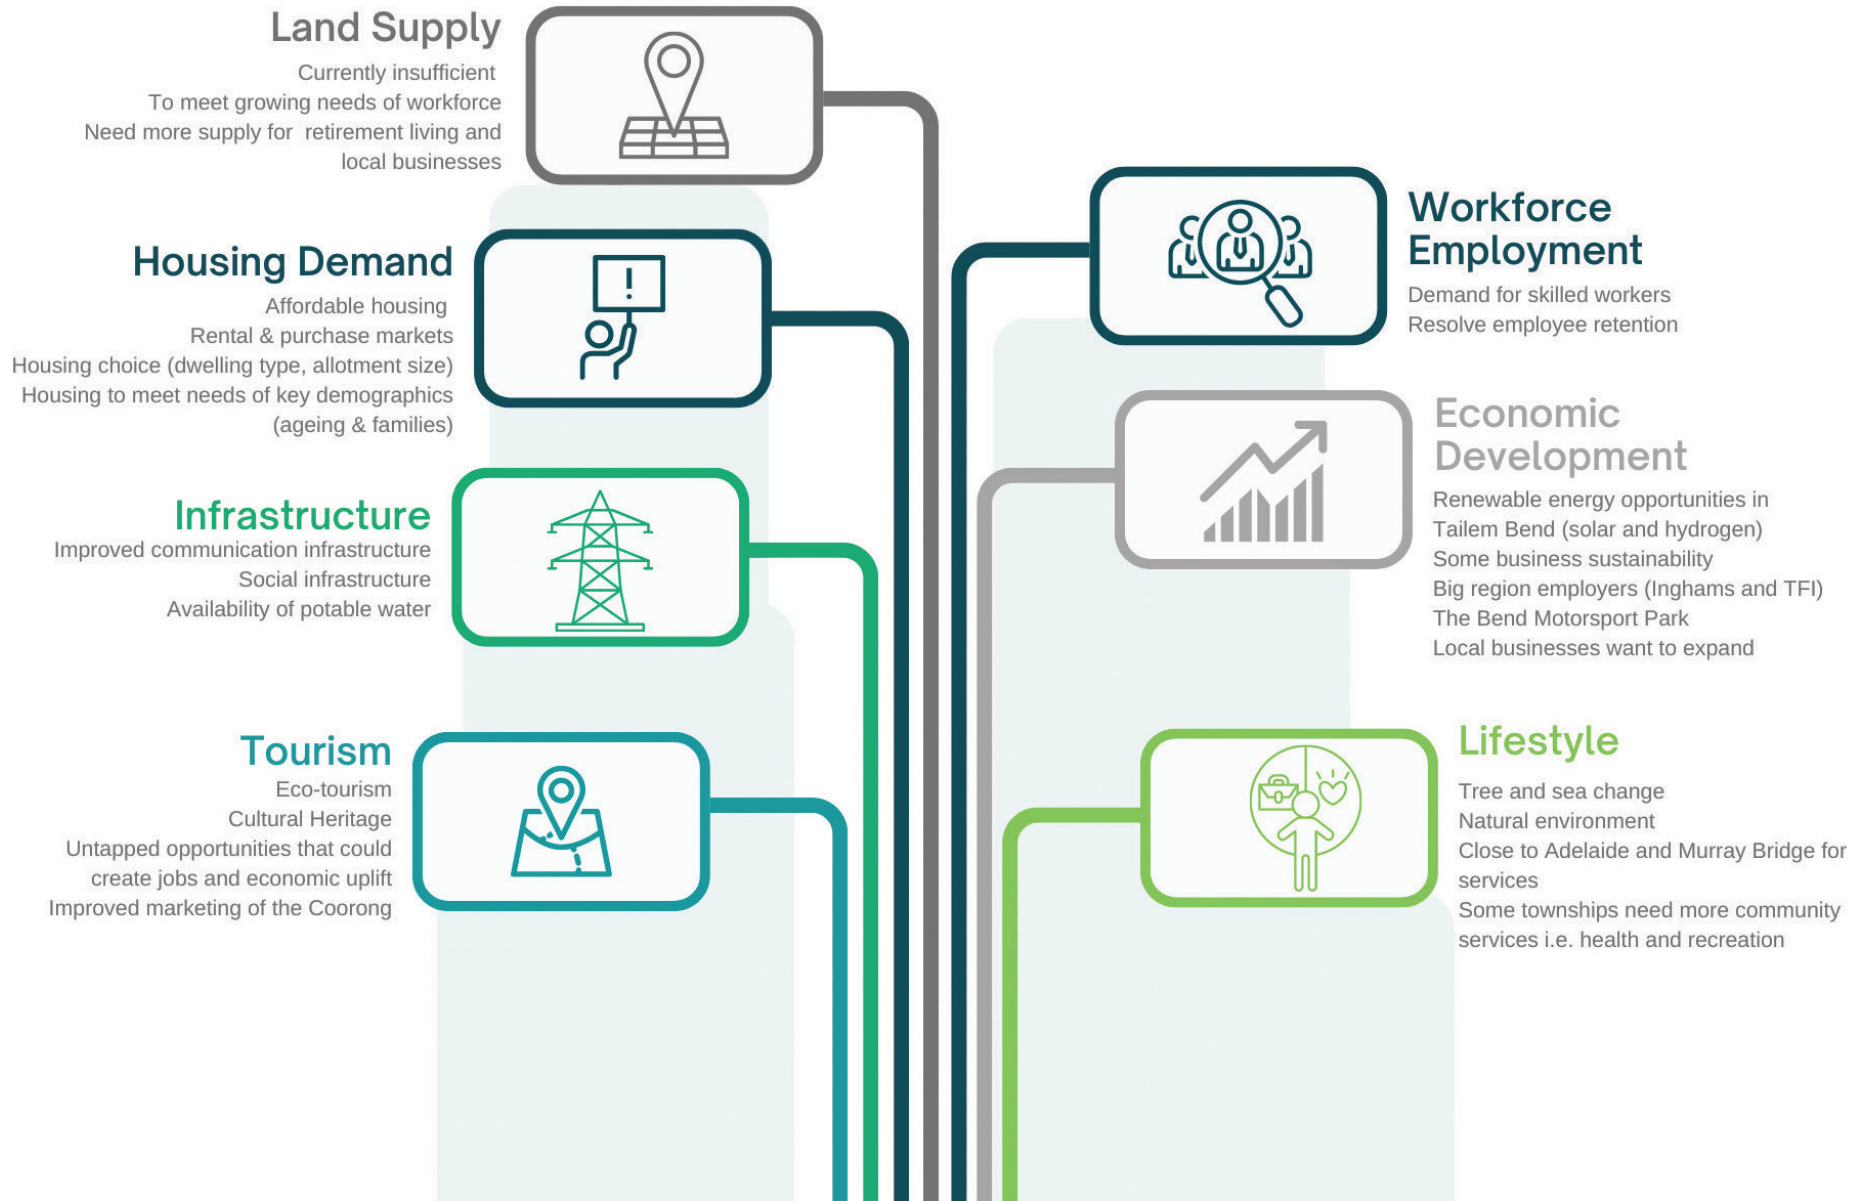 Land Supply
Currently insufficient
To meet growing needs of workforce
Need more supply for retirement living and
local businesses
Housing Demand
Affordable housing
Rental & purchase markets
Housing choice (dwelling type, allotment size)
Housing to meet needs of key demographics
(ageing & families)
Infrastructure
Improved communication infrastructure
Social infrastructure
Availability of potable water
Tourism
Eco-tourism
Cultural Heritage
Untapped opportunities that could
create jobs and economic uplift
Improved marketing of the Coorong
Workforce
Employment
Demand for skilled workers
Resolve employee retention
Economic
Development
Renewable energy opportunities in
Tailem Bend (solar and hydrogen)
Some business sustainability
Big region employers (Inghams and TFI)
The Bend Motorsport Park
Local businesses want to expand
Lifestyle
Tree and sea change
Natural environment
Close to Adelaide and Murray Bridge for
services
Some townships need more community
services i.e. health and recreation